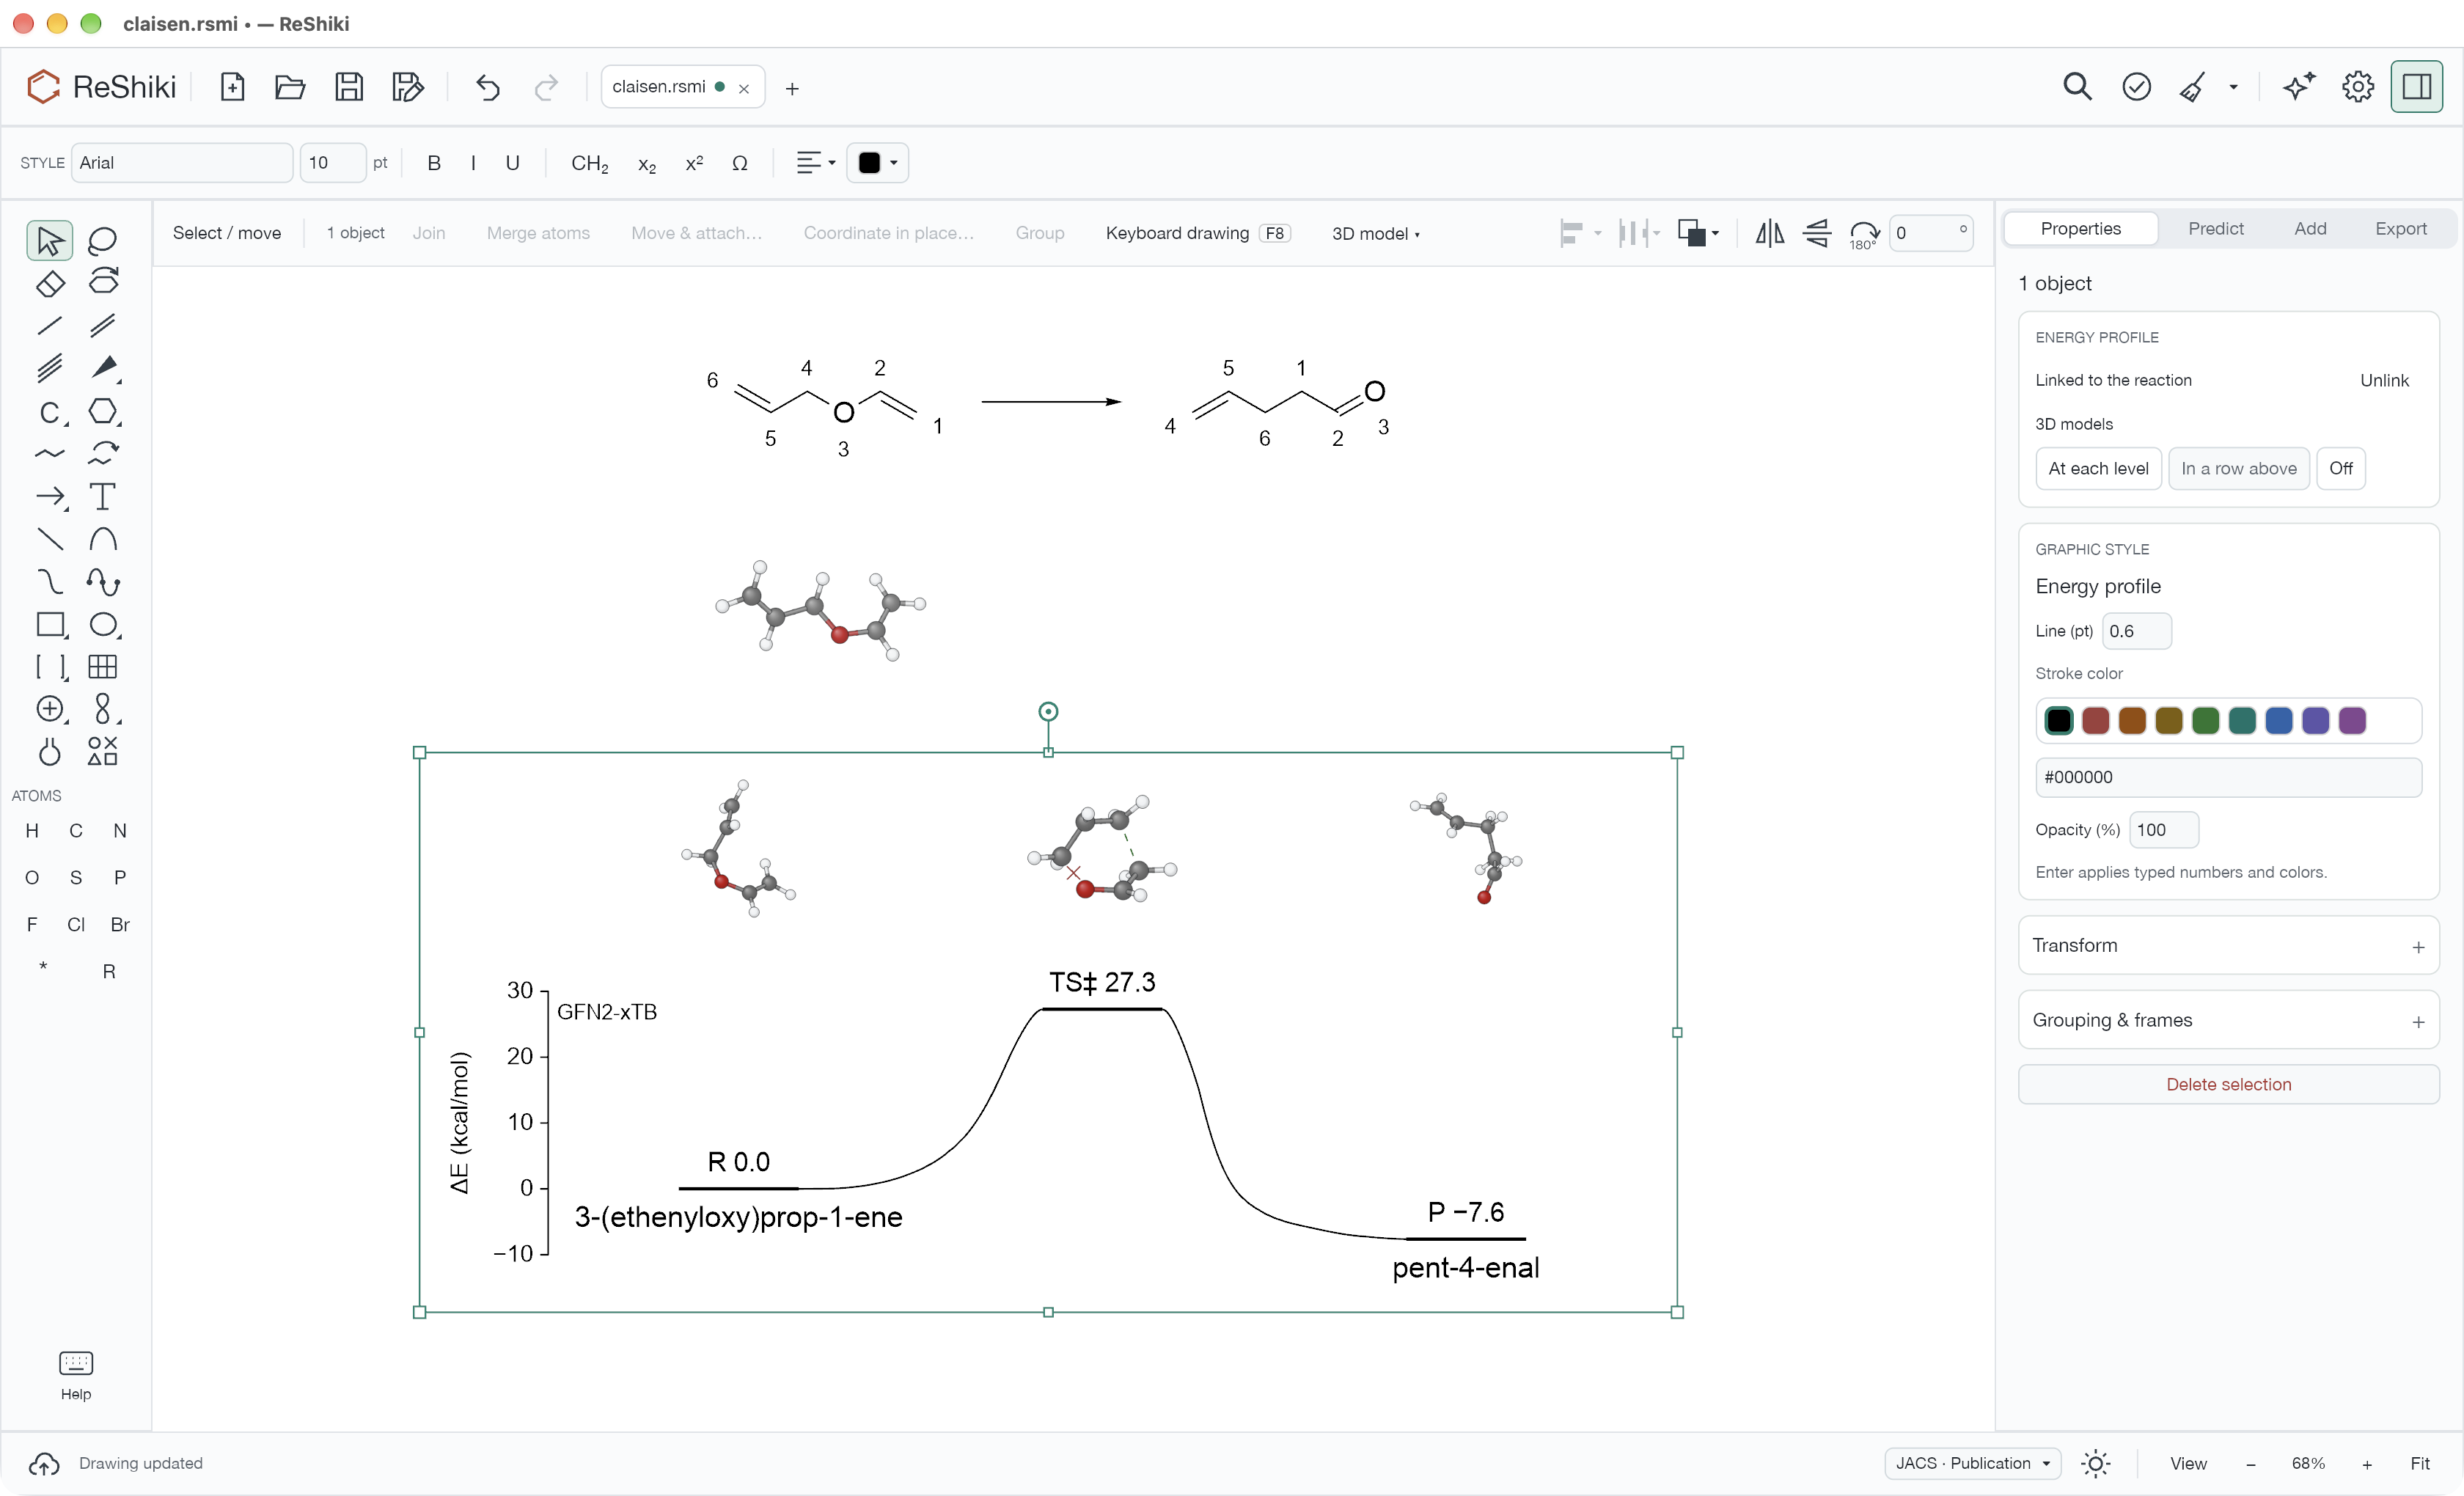 claisen.rsmi • — ReShiki
ReShiki
claisen.rsmi
STYLE Arial 10 pt B I U CH₂ x₂ x² Ω
Select / move 1 object Join Merge atoms Move & attach... Coordinate in place... Group Keyboard drawing F8 3D model 180° 0 °
Properties Predict Add Export
1 object
ENERGY PROFILE
Linked to the reaction Unlink
3D models
At each level In a row above Off
GRAPHIC STYLE
Energy profile
Line (pt) 0.6
Stroke color
#000000
Opacity (%) 100
Enter applies typed numbers and colors.
Transform +
Grouping & frames +
Delete selection
C
T
ATOMS
H C N
O S P
F Cl Br
* R
Help
6 4 2
O
5 3 1
5 1
O
4 6 2 3
TS‡ 27.3
30
GFN2-xTB
20
10
0
−10
ΔE (kcal/mol)
R 0.0
3-(ethenyloxy)prop-1-ene
P −7.6
pent-4-enal
Drawing updated
JACS · Publication View − 68% + Fit